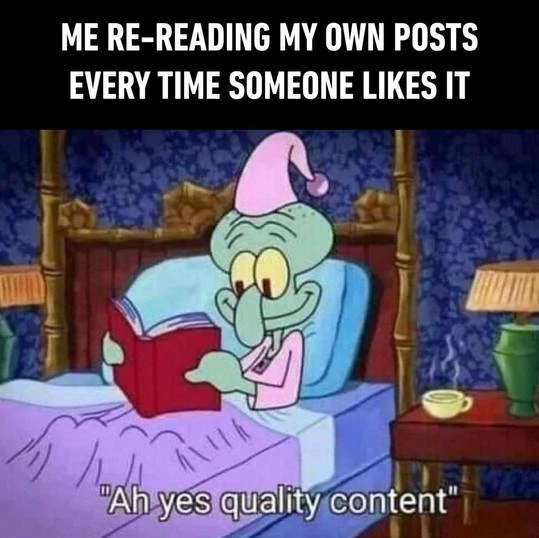 ME RE-READING MY OWN POSTS
EVERY TIME SOMEONE LIKES IT
"Ah yes quality content"